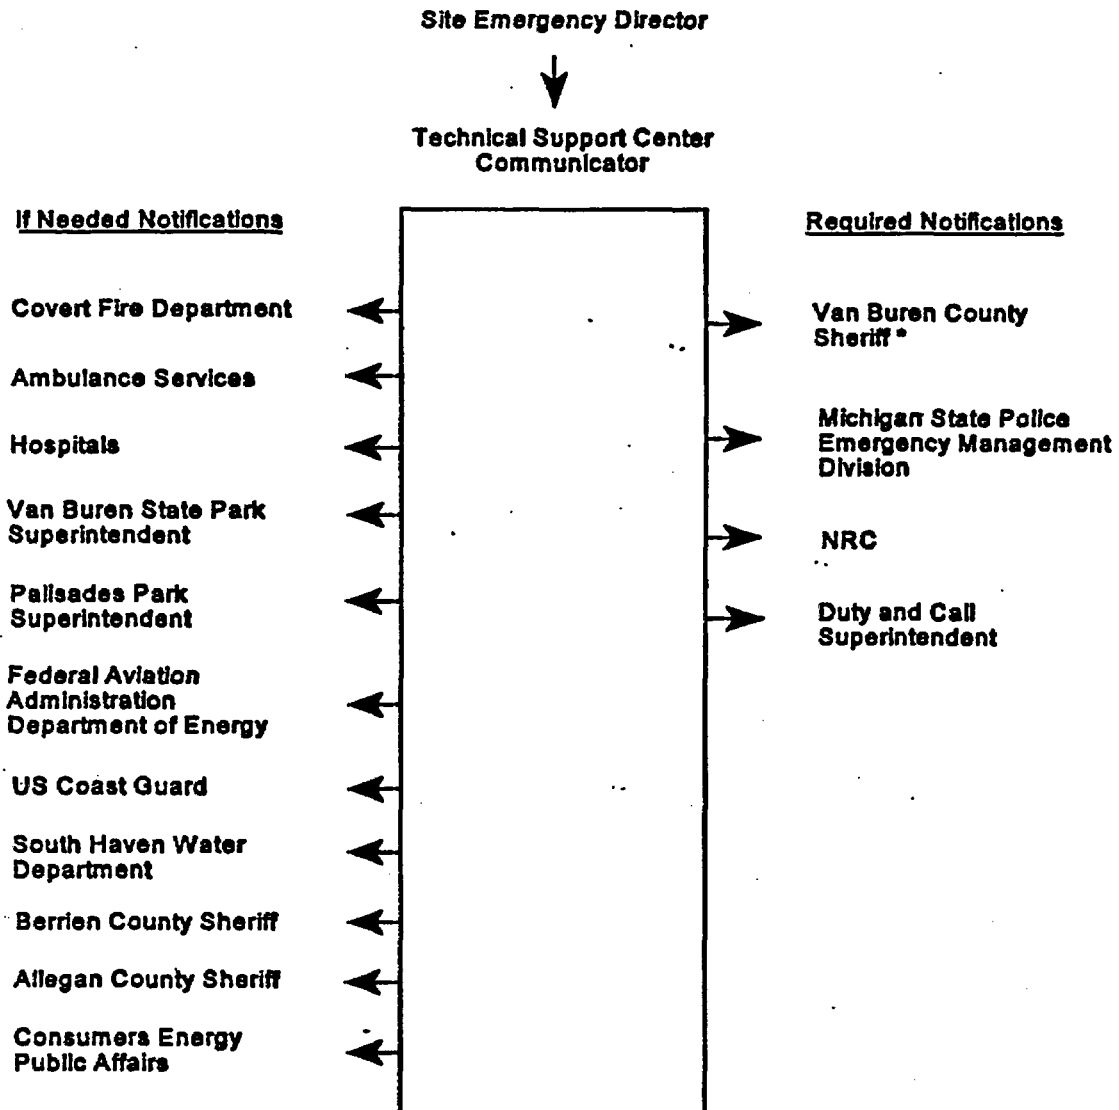 Site Emergency Director
Technical Support Center
Communicator
If Needed Notifications
Covert Fire Department
Ambulance Services
Hospitals
Van Buren State Park
Superintendent
Palisades Park
Superintendent
Federal Aviation
Administration
Department of Energy
US Coast Guard
South Haven Water
Department
Berrien County Sheriff
Allegan County Sheriff
Consumers Energy
Public Affairs
Required Notifications
Van Buren County
Sheriff *
Michigan State Police
Emergency Management
Division
NRC
Duty and Call
Superintendent